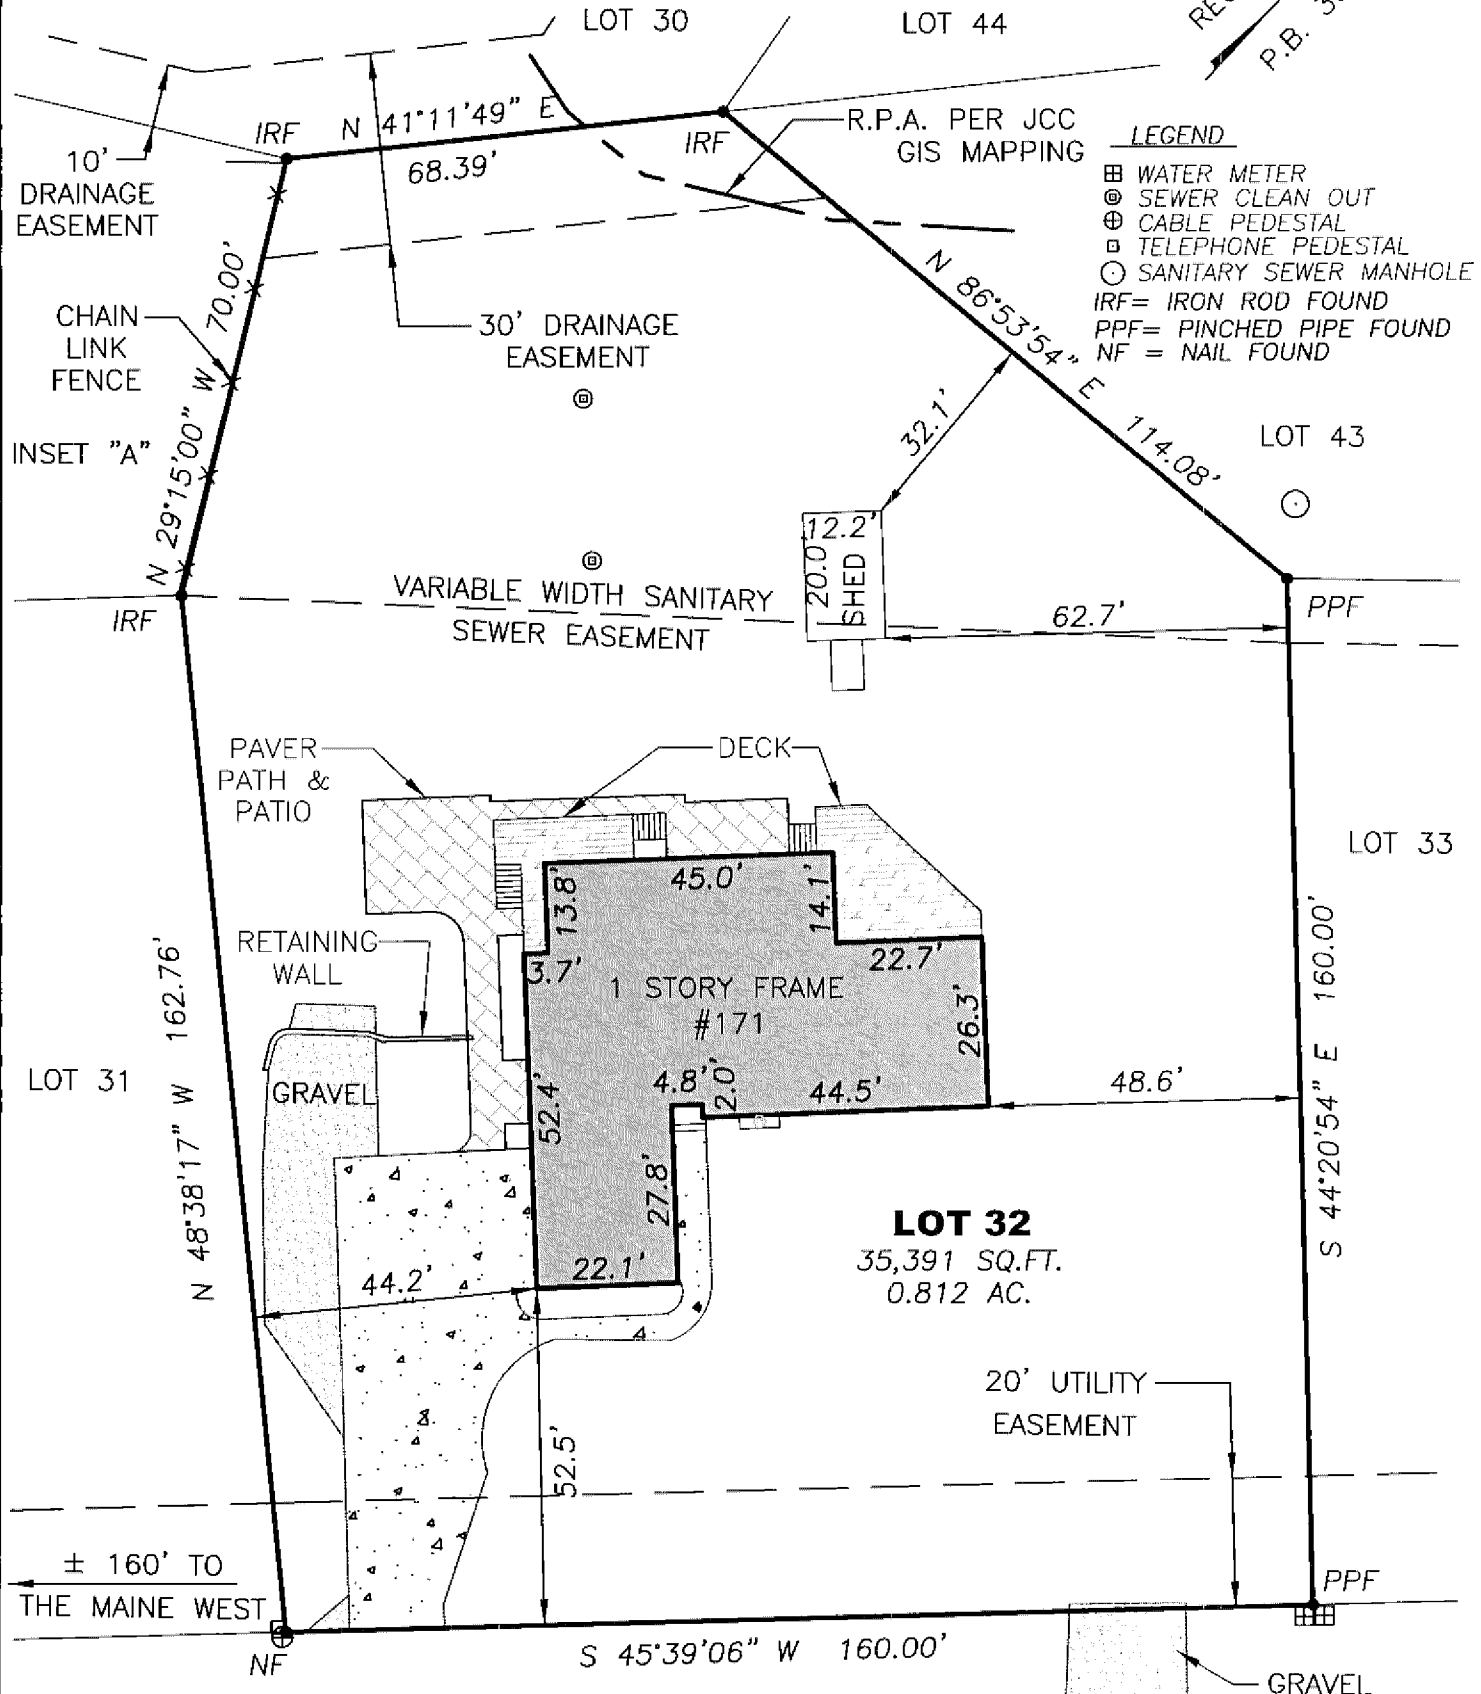 LOT 30
LOT 44
P.B.
IRF
N 41°11'49" E
68.39'
IRF
R.P.A. PER JCC
GIS MAPPING
LEGEND
WATER METER
SEWER CLEAN OUT
CABLE PEDESTAL
TELEPHONE PEDESTAL
SANITARY SEWER MANHOLE
IRF= IRON ROD FOUND
PPF= PINCHED PIPE FOUND
NF = NAIL FOUND
10'
DRAINAGE
EASEMENT
CHAIN
LINK
FENCE
30' DRAINAGE
EASEMENT
N 29°15'00" W 70.00'
INSET "A"
N 86°53'54" E 114.08'
32.1'
LOT 43
12.2'
20.0'
SHED
IRF
VARIABLE WIDTH SANITARY
SEWER EASEMENT
62.7'
PPF
PAVER
PATH &
PATIO
DECK
LOT 33
45.0'
13.8'
14.1'
RETAINING
WALL
3.7'
22.7'
1 STORY FRAME
#171
26.3'
N 48°38'17" W 162.76'
S 44°20'54" E 160.00'
LOT 31
GRAVEL
52.4'
4.8'
2.0'
44.5'
48.6'
27.8'
LOT 32
35,391 SQ.FT.
0.812 AC.
44.2'
22.1'
20' UTILITY
EASEMENT
52.5'
± 160' TO
THE MAINE WEST
NF
S 45°39'06" W 160.00'
PPF
GRAVEL